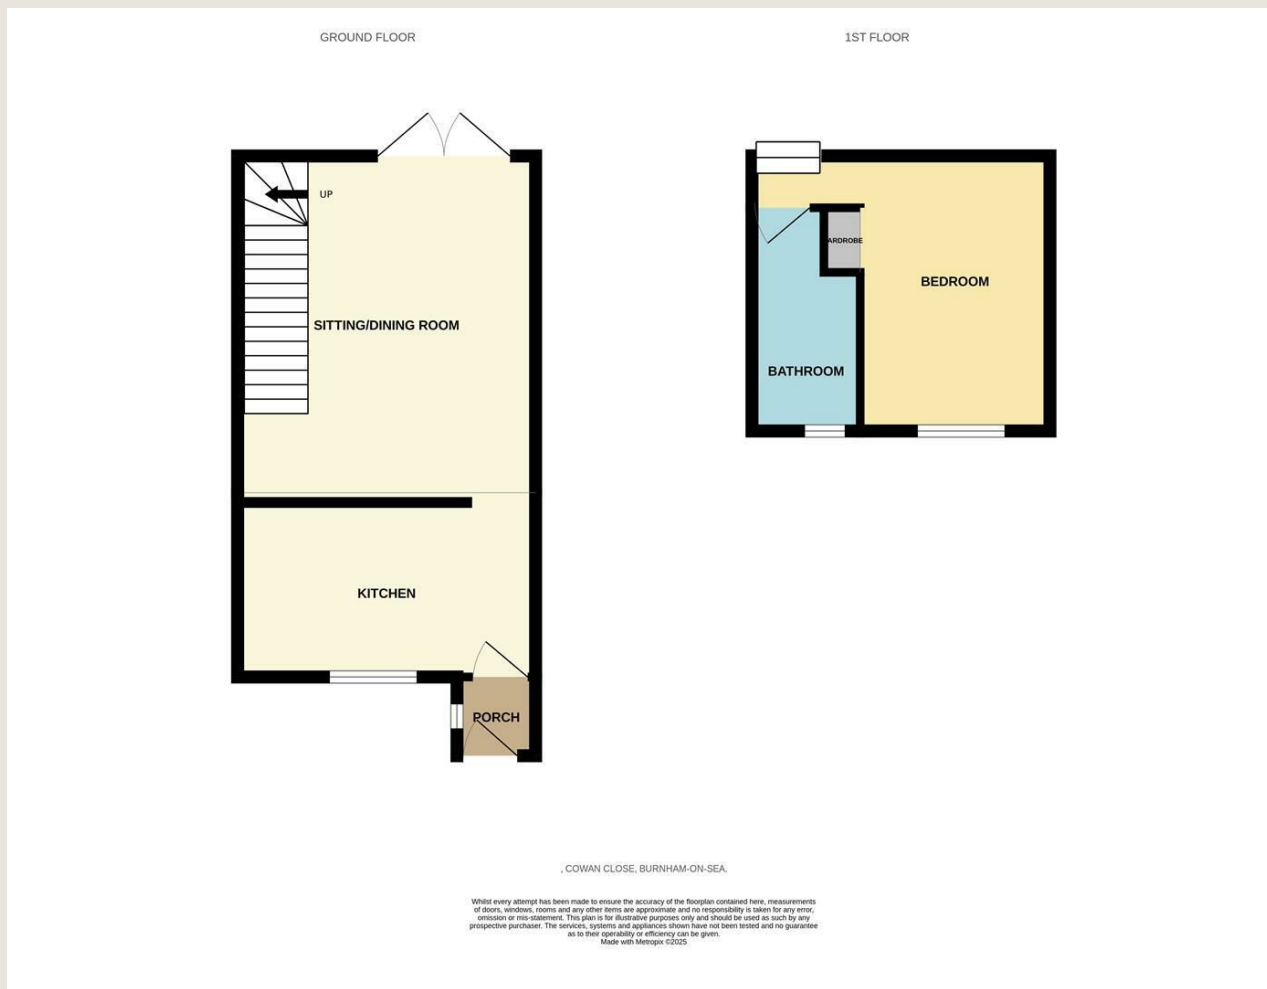 GROUND FLOOR
1ST FLOOR
UP
SITTING/DINING ROOM
KITCHEN
PORCH
ARDROBE
BEDROOM
BATHROOM
, COWAN CLOSE, BURNHAM-ON-SEA.
Whilst every attempt has been made to ensure the accuracy of the floorplan contained here, measurements
of doors, windows, rooms and any other items are approximate and no responsibility is taken for any error,
omission or mis-statement. This plan is for illustrative purposes only and should be used as such by any
prospective purchaser. The services, systems and appliances shown have not been tested and no guarantee
as to their operability or efficiency can be given.
Made with Metropix ©2025